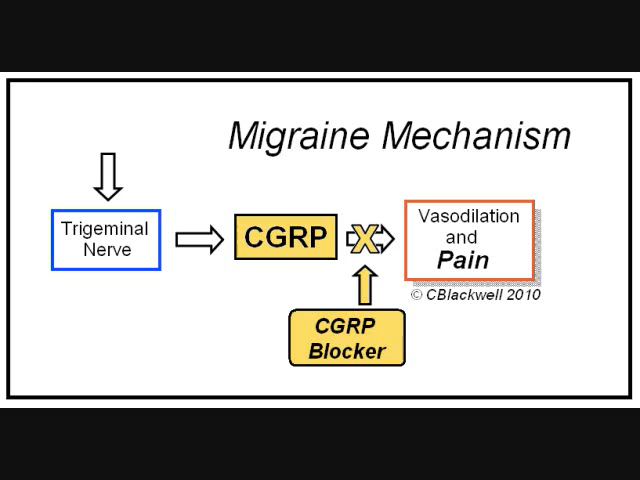 Migraine Mechanism
Trigeminal
Nerve
CGRP
X
Vasodilation
and
Pain
© CBlackwell 2010
CGRP
Blocker